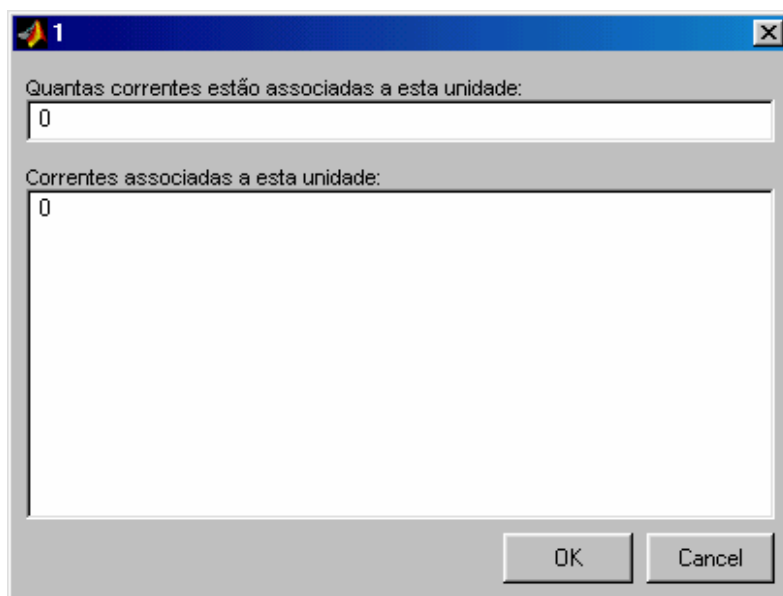 1
Quantas correntes estão associadas a esta unidade:
0
Correntes associadas a esta unidade:
0
OK Cancel